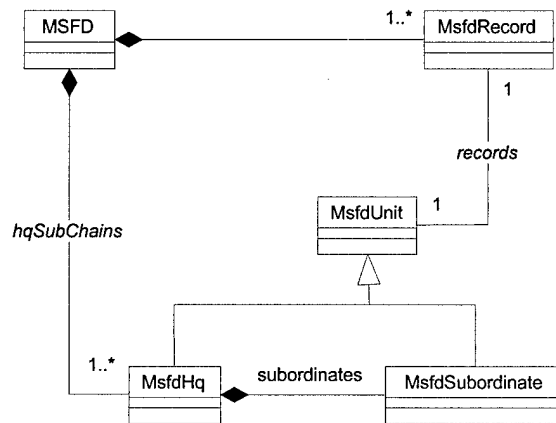 MSFD
1..*
MsfdRecord
1
records
MsfdUnit
1
hqSubChains
1..*
MsfdHq
subordinates
MsfdSubordinate